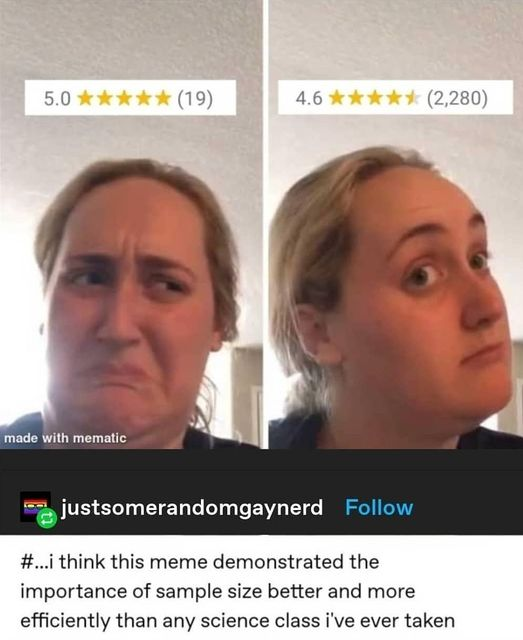 5.0 ★★★★★ (19)
4.6 ★★★★⯨ (2,280)
made with mematic
justsomerandomgaynerd Follow
#...i think this meme demonstrated the
importance of sample size better and more
efficiently than any science class i've ever taken